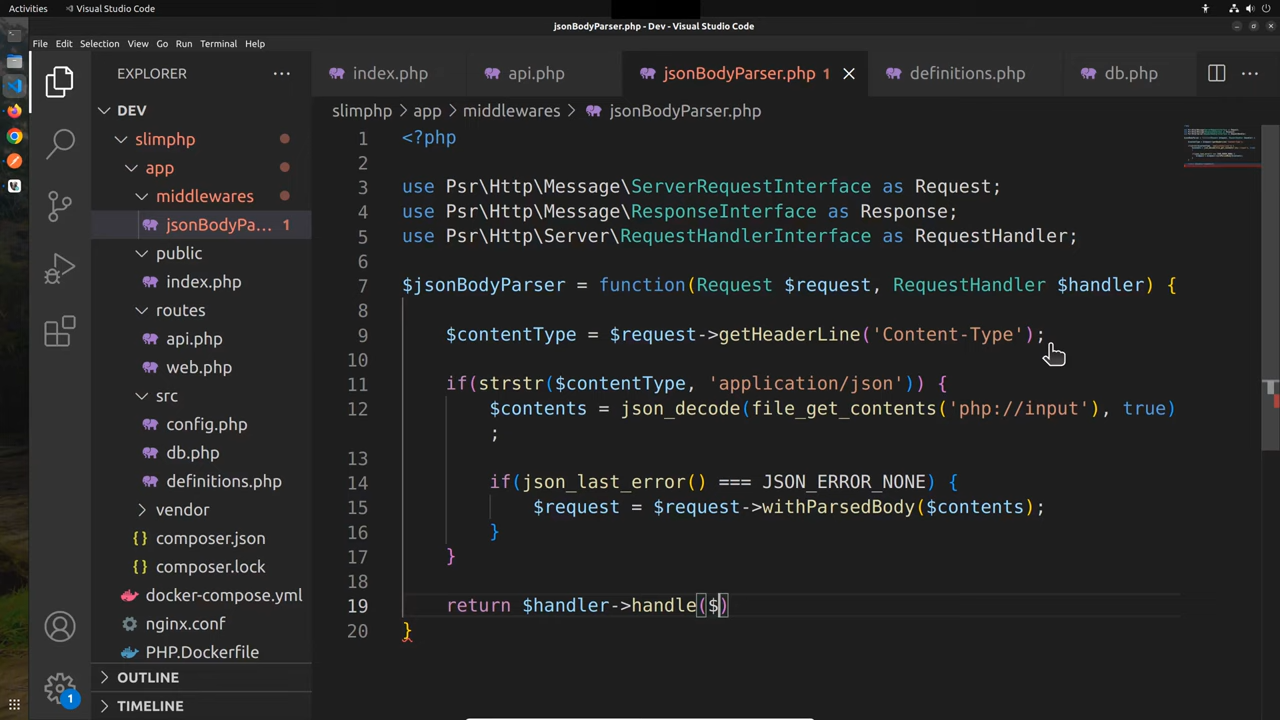 Activities
Visual Studio Code
jsonBodyParser.php - Dev - Visual Studio Code
File Edit Selection View Go Run Terminal Help
EXPLORER
DEV
slimphp
app
middlewares
jsonBodyPa... 1
public
index.php
routes
api.php
web.php
src
config.php
db.php
definitions.php
vendor
{} composer.json
{} composer.lock
docker-compose.yml
nginx.conf
PHP.Dockerfile
OUTLINE
TIMELINE
1
index.php
api.php
jsonBodyParser.php 1
definitions.php
db.php
slimphp > app > middlewares > jsonBodyParser.php
1 <?php
2
3 use Psr\Http\Message\ServerRequestInterface as Request;
4 use Psr\Http\Message\ResponseInterface as Response;
5 use Psr\Http\Server\RequestHandlerInterface as RequestHandler;
6
7 $jsonBodyParser = function(Request $request, RequestHandler $handler) {
8
9 $contentType = $request->getHeaderLine('Content-Type');
10
11 if(strstr($contentType, 'application/json')) {
12 $contents = json_decode(file_get_contents('php://input'), true)
;
13
14 if(json_last_error() === JSON_ERROR_NONE) {
15 $request = $request->withParsedBody($contents);
16 }
17 }
18
19 return $handler->handle($)
20 }